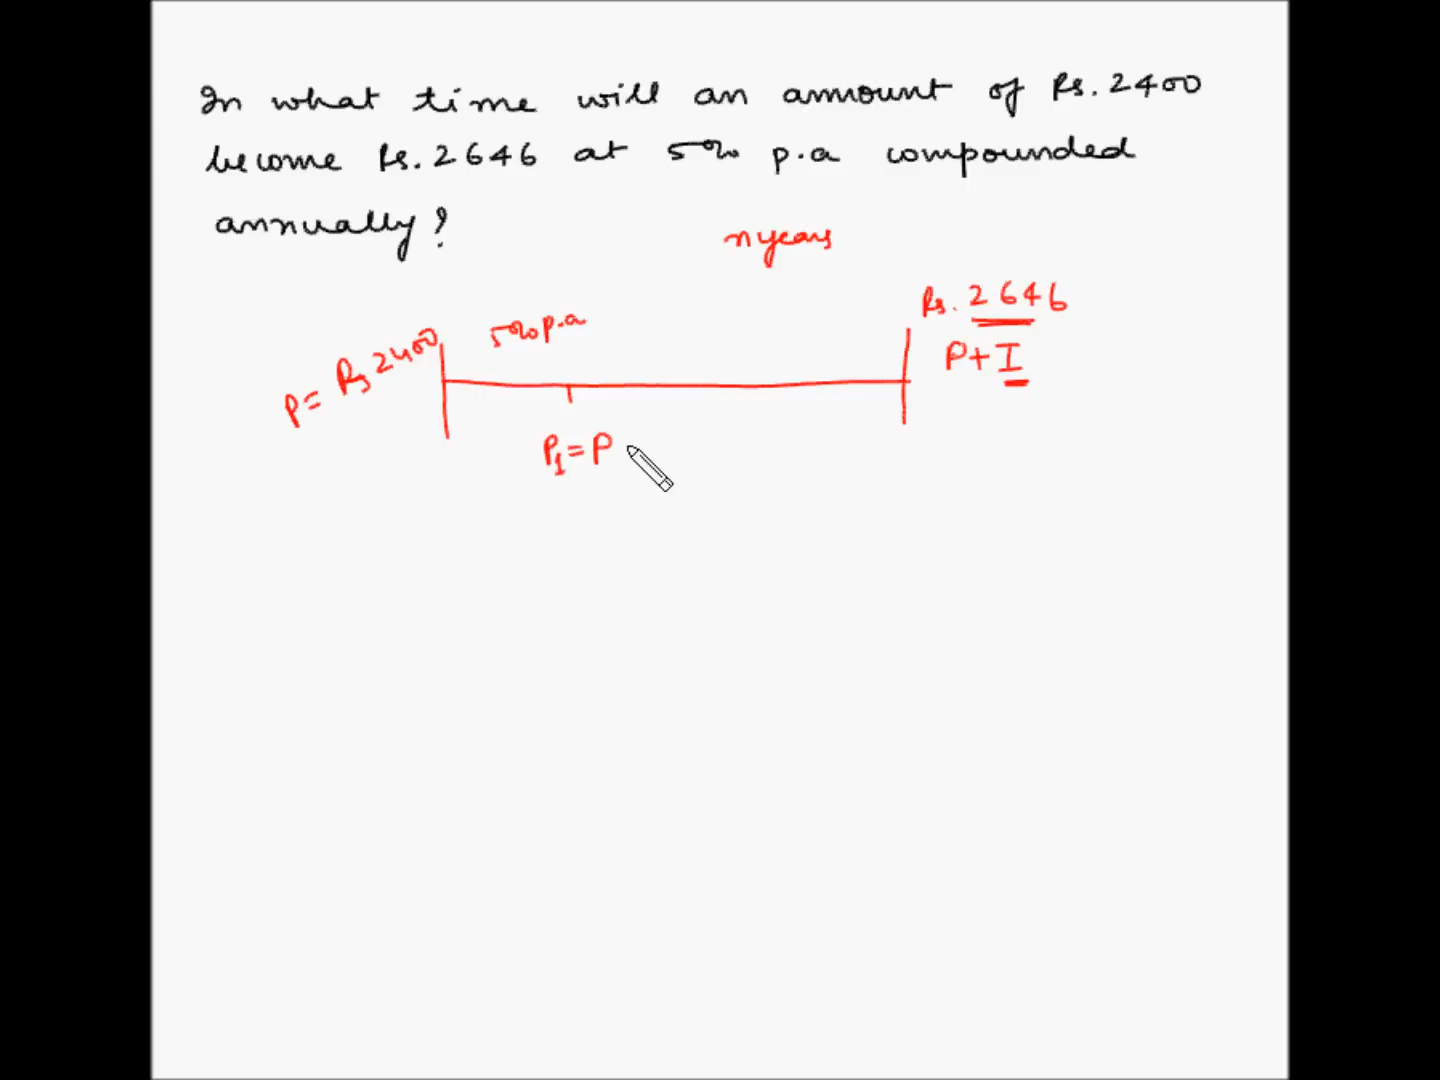 In what time will an amount of Rs. 2400
become Rs. 2646 at 5% p.a compounded
annually?
n years
Rs. 2646
P = Rs 2400
5% p.a
P + I
P1 = P